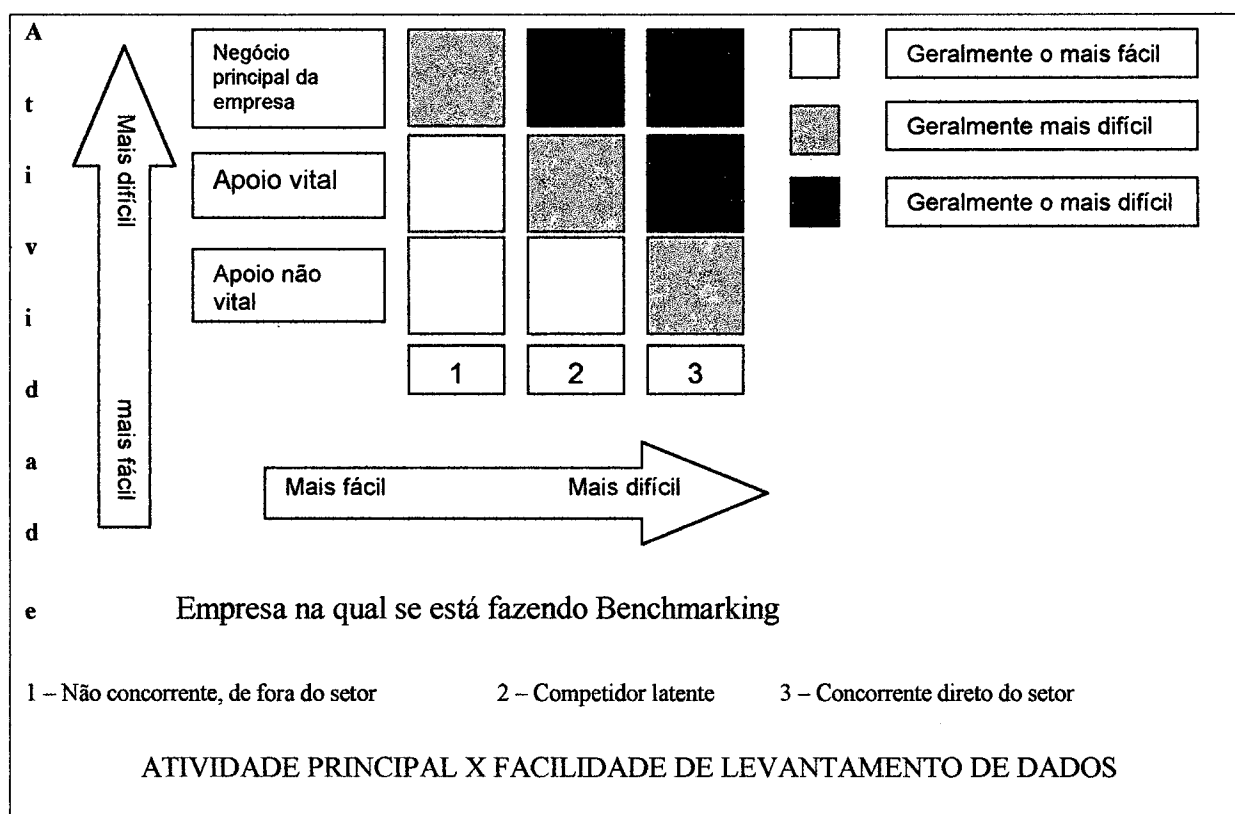 Atividade
Mais difícil
mais fácil
Negócio
principal da
empresa
Apoio vital
Apoio não
vital
1 2 3
Geralmente o mais fácil
Geralmente mais difícil
Geralmente o mais difícil
Mais fácil Mais difícil
Empresa na qual se está fazendo Benchmarking
1 – Não concorrente, de fora do setor 2 – Competidor latente 3 – Concorrente direto do setor
ATIVIDADE PRINCIPAL X FACILIDADE DE LEVANTAMENTO DE DADOS